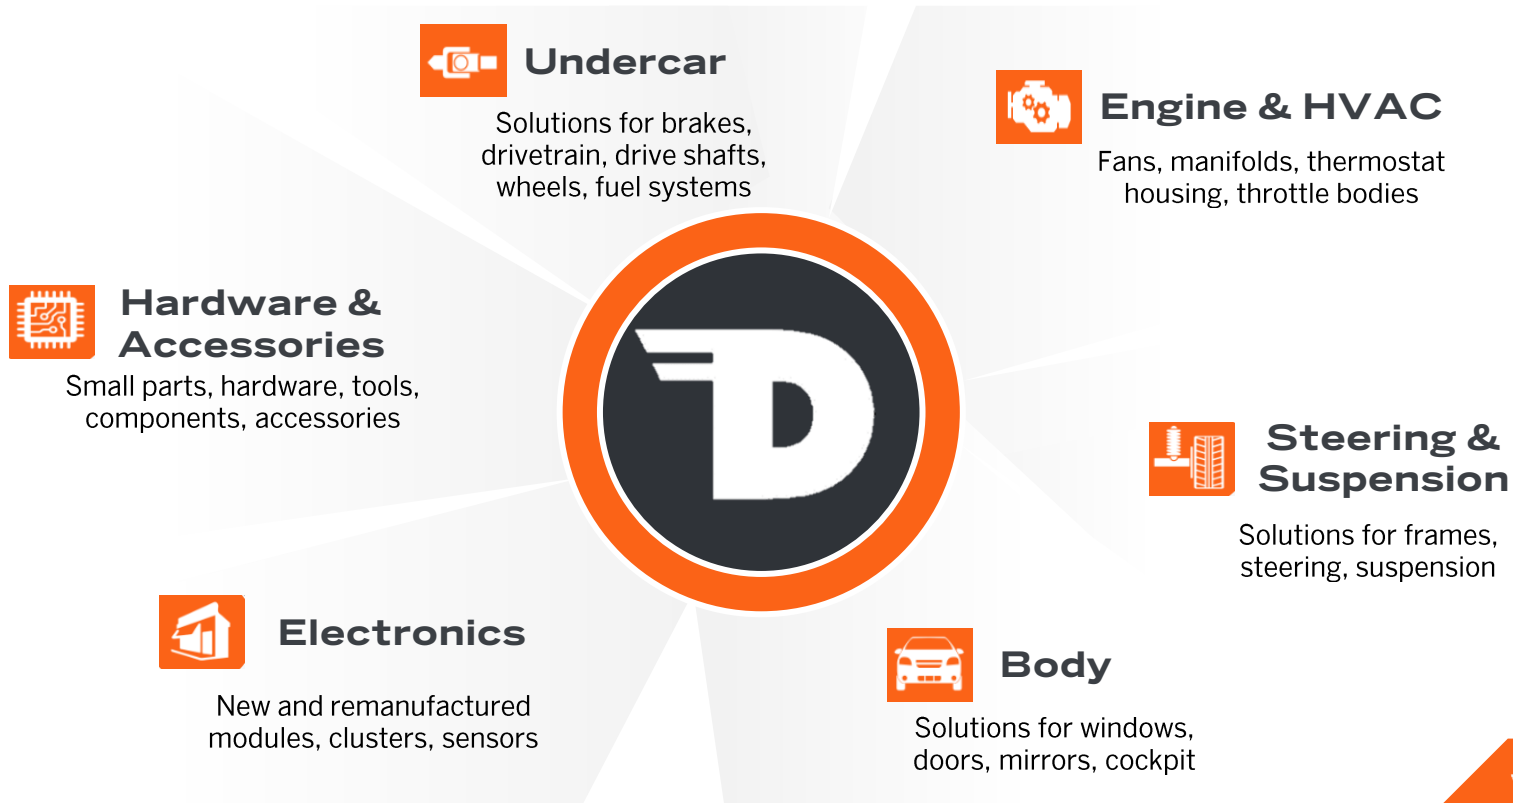 Undercar
Solutions for brakes,
drivetrain, drive shafts,
wheels, fuel systems
Engine & HVAC
Fans, manifolds, thermostat
housing, throttle bodies
Hardware &
Accessories
Small parts, hardware, tools,
components, accessories
D
Steering &
Suspension
Solutions for frames,
steering, suspension
Electronics
New and remanufactured
modules, clusters, sensors
Body
Solutions for windows,
doors, mirrors, cockpit